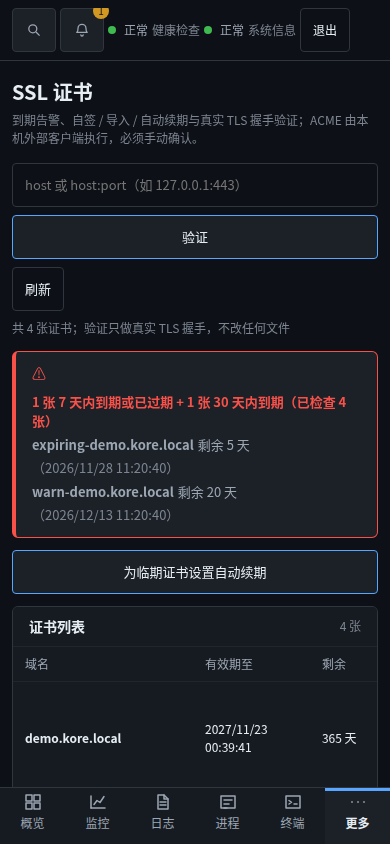 1
正常 健康检查 正常 系统信息 退出
SSL 证书
到期告警、自签 / 导入 / 自动续期与真实 TLS 握手验证；ACME 由本
机外部客户端执行，必须手动确认。
host 或 host:port（如 127.0.0.1:443）
验证
刷新
共 4 张证书；验证只做真实 TLS 握手，不改任何文件
1 张 7 天内到期或已过期 + 1 张 30 天内到期（已检查 4
张）
expiring-demo.kore.local 剩余 5 天
（2026/11/28 11:20:40）
warn-demo.kore.local 剩余 20 天
（2026/12/13 11:20:40）
为临期证书设置自动续期
证书列表 4 张
域名 有效期至 剩余
demo.kore.local 2027/11/23 00:39:41 365 天
概览 监控 日志 进程 终端 更多